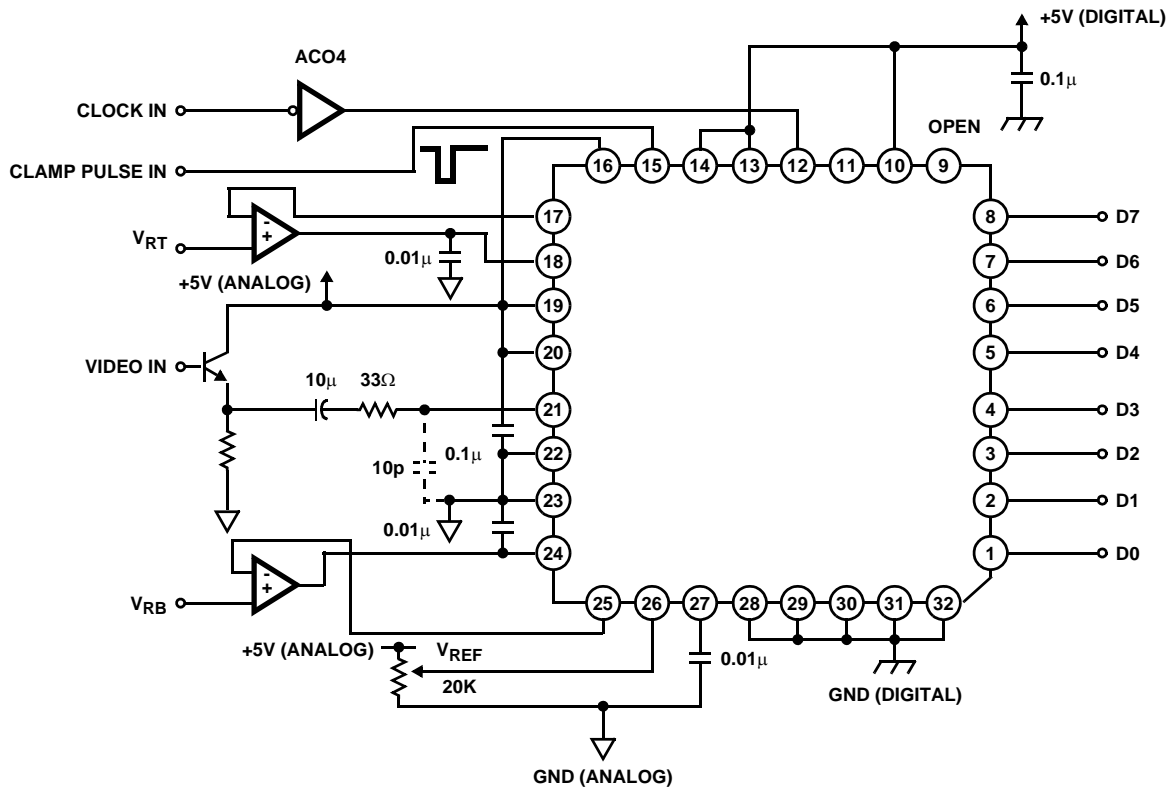 +5V (DIGITAL)
ACO4
0.1μ
CLOCK IN
OPEN
CLAMP PULSE IN
16 15 14 13 12 11 10 9
17
8 D7
-
+
VRT
0.01μ
18
7 D6
+5V (ANALOG)
19
6 D5
20
5 D4
VIDEO IN
10μ 33Ω
21
4 D3
10p
0.1μ
22
3 D2
23
2 D1
0.01μ
24
1 D0
-
+
VRB
25 26 27 28 29 30 31 32
+5V (ANALOG)
VREF
20K
0.01μ
GND (DIGITAL)
GND (ANALOG)